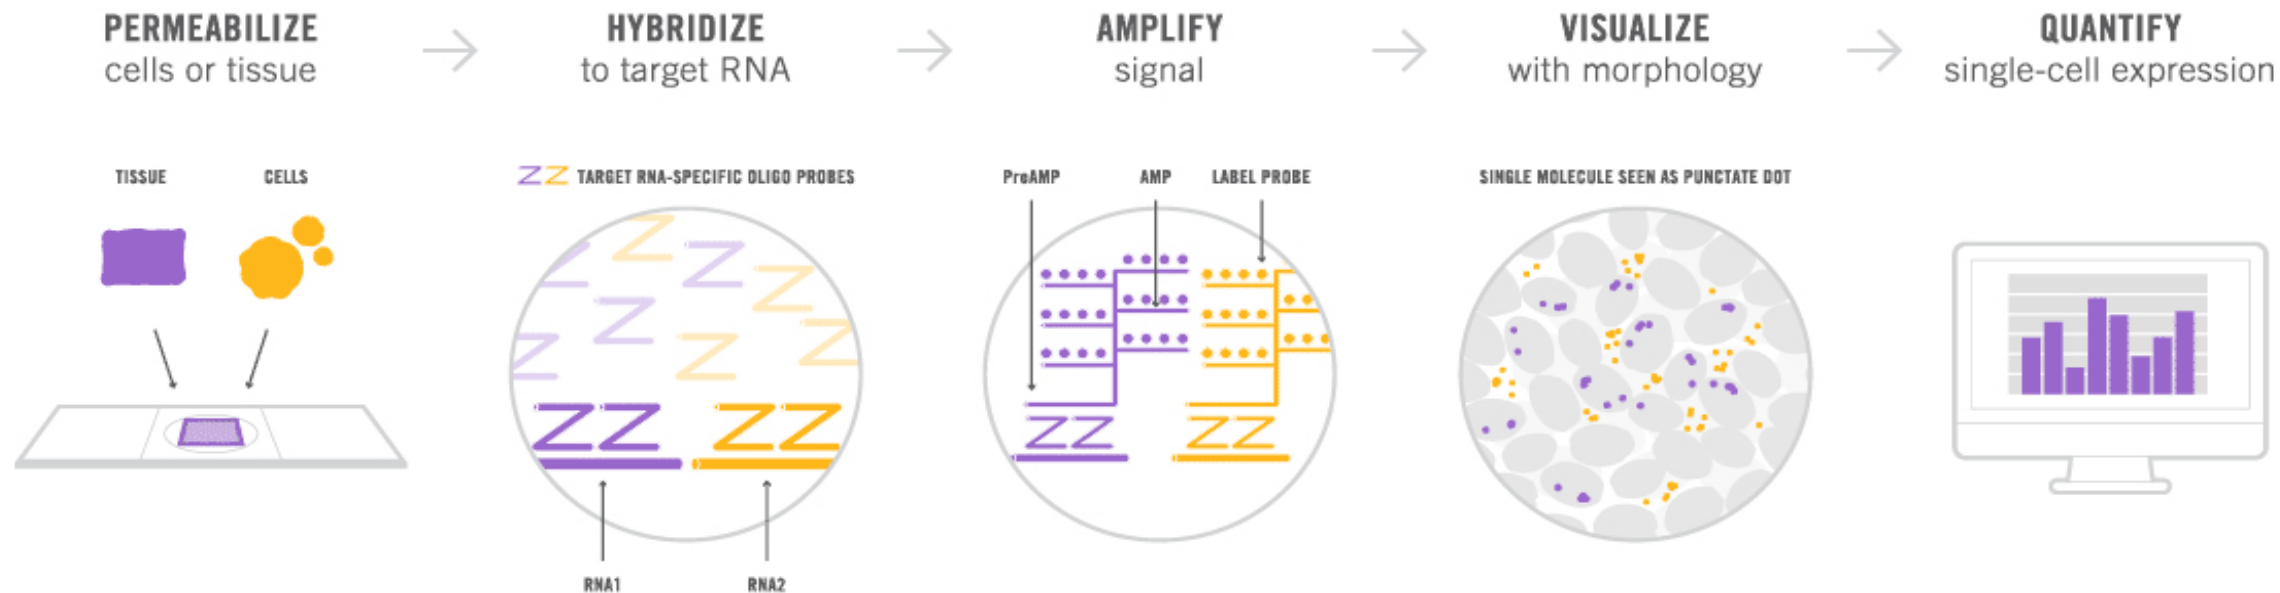 PERMEABILIZE
cells or tissue
HYBRIDIZE
to target RNA
AMPLIFY
signal
VISUALIZE
with morphology
QUANTIFY
single-cell expression
TISSUE
CELLS
TARGET RNA-SPECIFIC OLIGO PROBES
PreAMP
AMP
LABEL PROBE
SINGLE MOLECULE SEEN AS PUNCTATE DOT
RNA1
RNA2